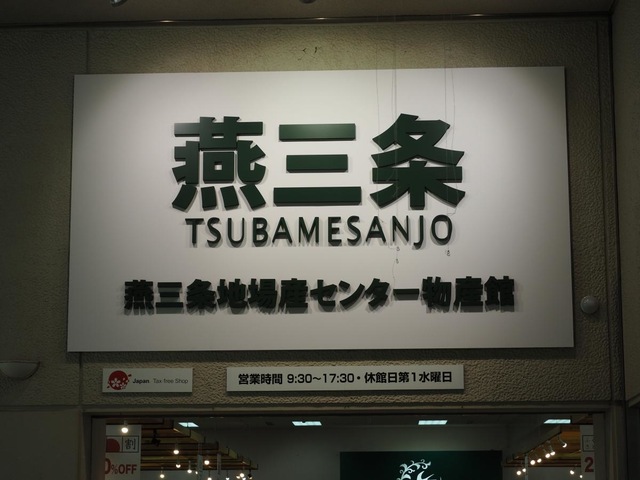 燕三条
TSUBAMESANJO
燕三条地場産センター物産館
Japan. Tax-free Shop
営業時間 9:30～17:30・休館日第1水曜日
割
%OFF
2